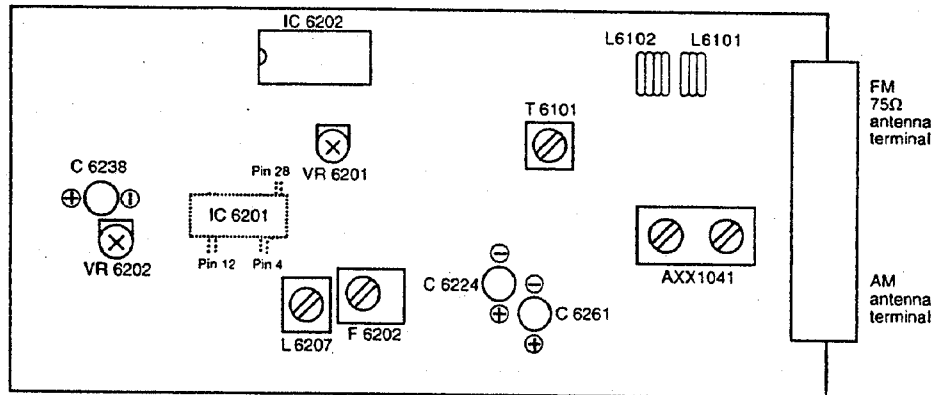 IC 6202
L6102
L6101
FM
75Ω
antenna
terminal
T 6101
VR 6201
C 6238
Pin 28
IC 6201
VR 6202
Pin 12
Pin 4
AXX1041
C 6224
C 6261
AM
antenna
terminal
L 6207
F 6202